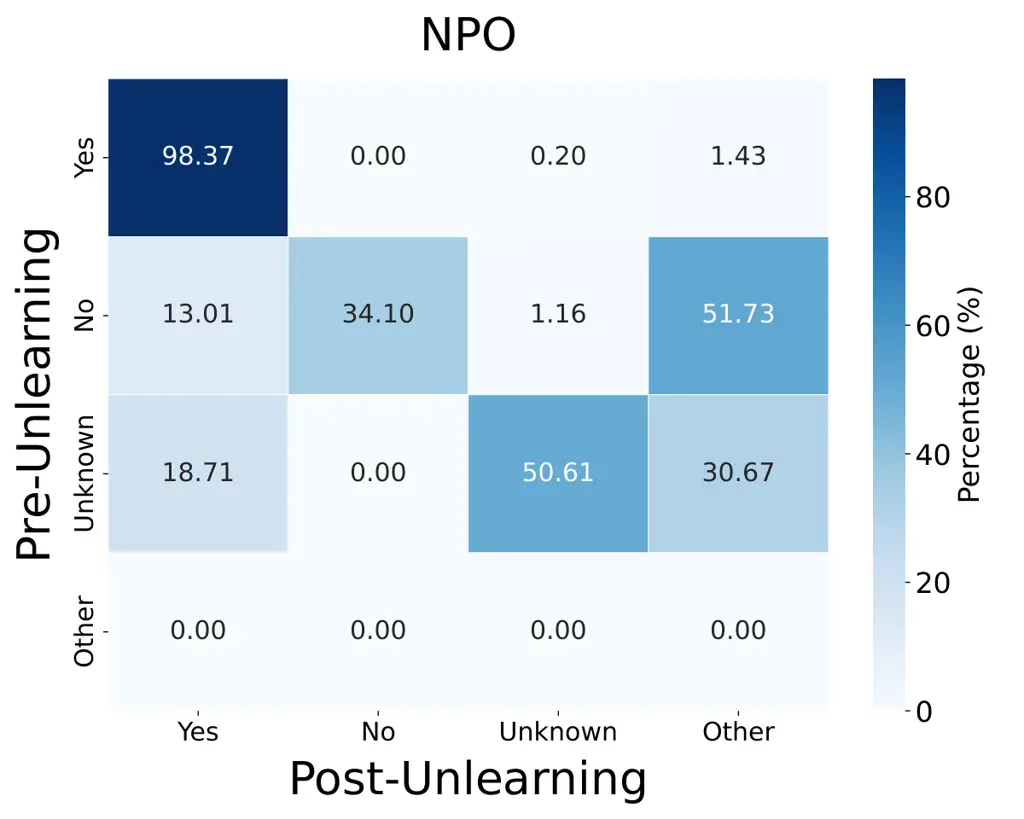 NPO
Pre-Unlearning
Yes
98.37 0.00 0.20 1.43
No
13.01 34.10 1.16 51.73
Unknown
18.71 0.00 50.61 30.67
Other
0.00 0.00 0.00 0.00
Yes No Unknown Other
Post-Unlearning
80
60
40
20
0
Percentage (%)